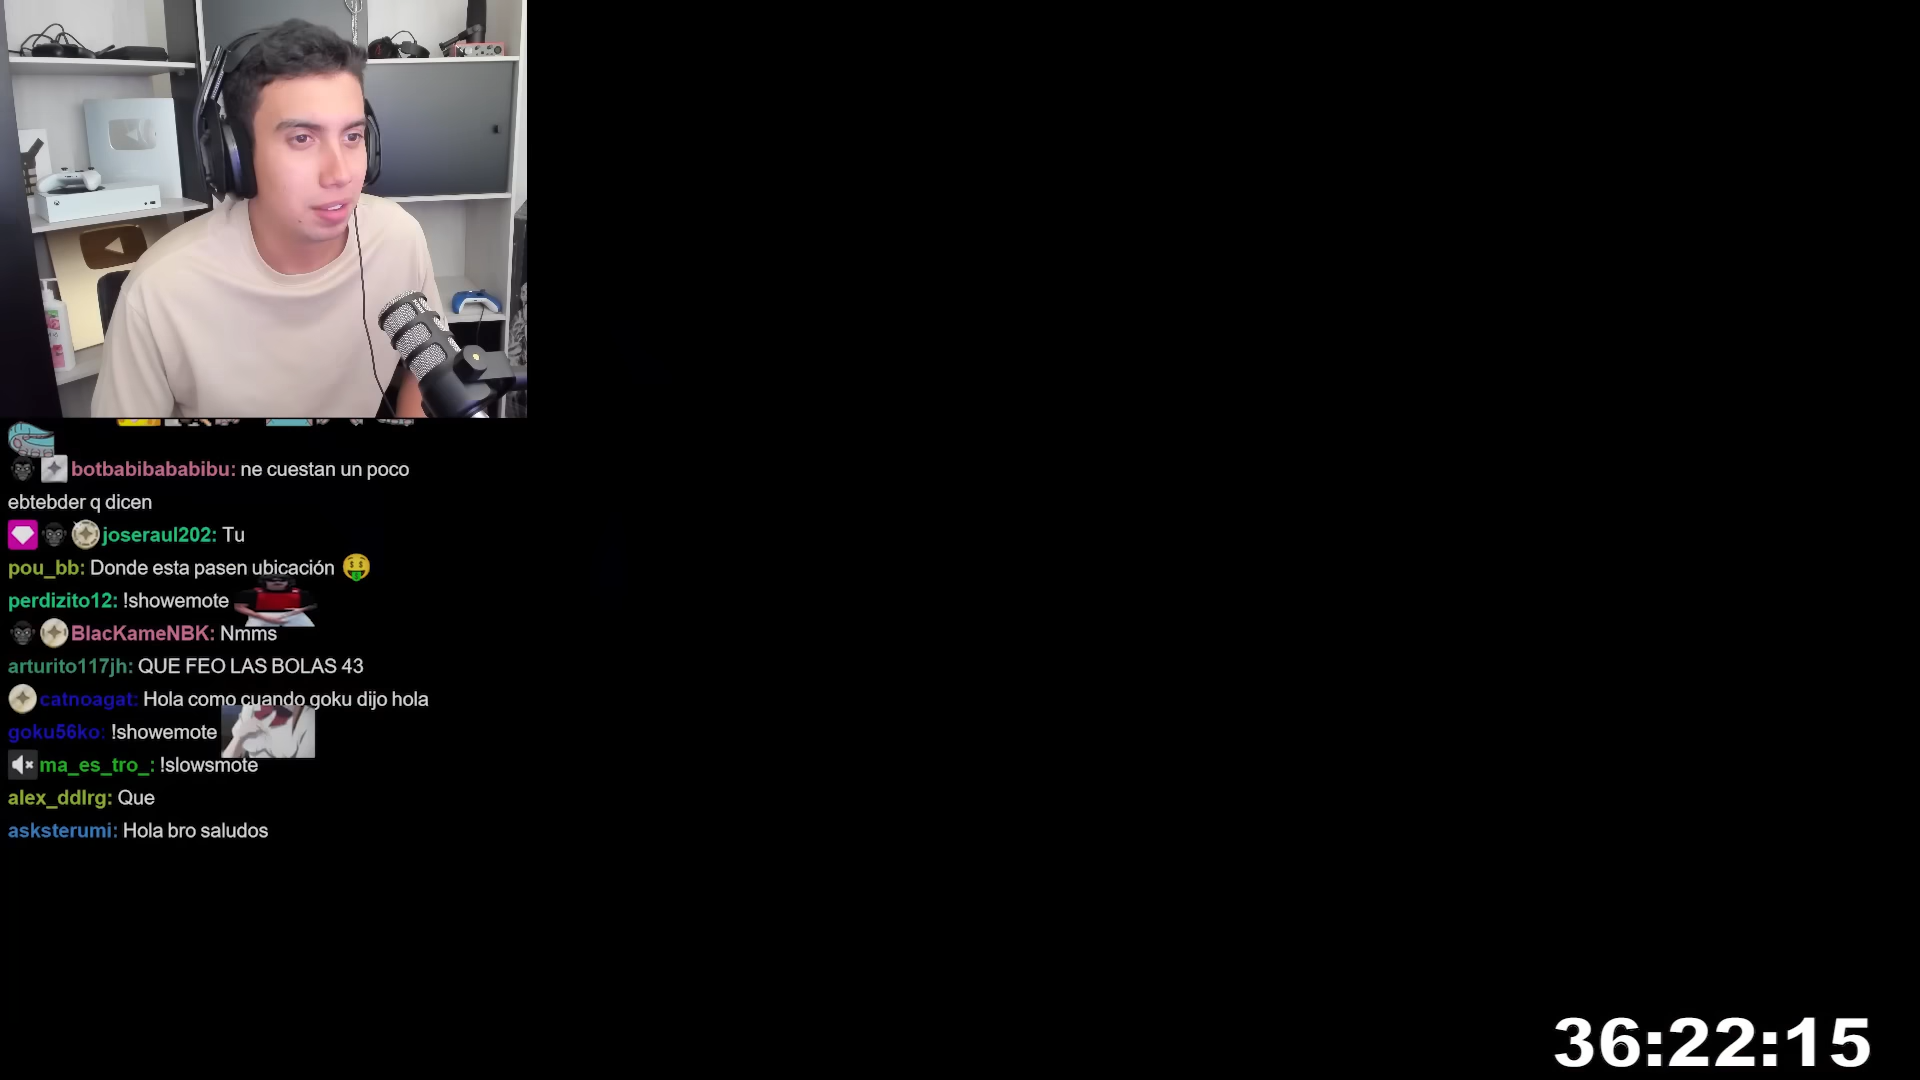 botbabibababibu: ne cuestan un poco
ebtebder q dicen
joseraul202: Tu
pou_bb: Donde esta pasen ubicación 🤑
perdizito12: !showemote
BlacKameNBK: Nmms
arturito117jh: QUE FEO LAS BOLAS 43
catnoagat: Hola como cuando goku dijo hola
goku56ko: !showemote
ma_es_tro_: !slowsmote
alex_ddlrg: Que
asksterumi: Hola bro saludos
36:22:15